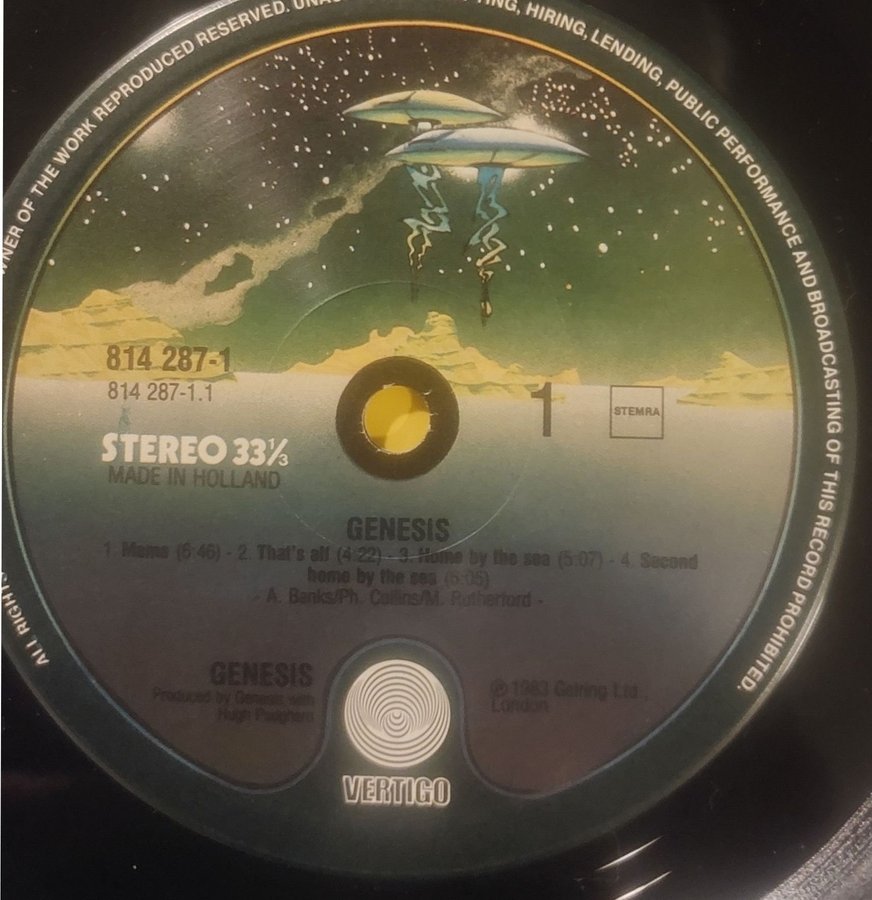 NER OF THE WORK REPRODUCED RESERVED. UNA
TING, HIRING, LENDING, PUBLIC PERFORMANCE AND BROADCASTING OF THIS RECORD PROHIBITED.
ALL RIGHTS
814 287-1
814 287-1.1
STEREO 33⅓
MADE IN HOLLAND
1
STEMRA
GENESIS
1. Mama (6:46) - 2. That's all (4:22) - 3. Home by the sea (5:07) - 4. Second
home by the sea (6:05)
- A. Banks/Ph. Collins/M. Rutherford -
GENESIS
Produced by Genesis with
Hugh Padgham
℗ 1983 Gelring Ltd.,
London
VERTIGO